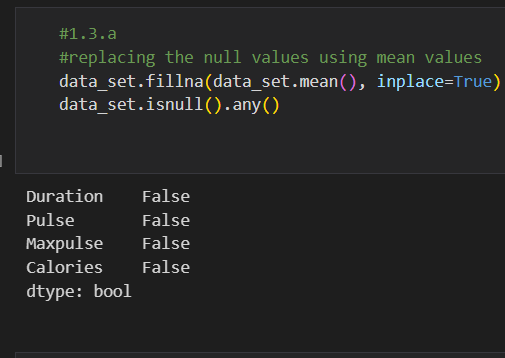 #1.3.a
#replacing the null values using mean values
data_set.fillna(data_set.mean(), inplace=True)
data_set.isnull().any()
Duration    False
Pulse       False
Maxpulse    False
Calories    False
dtype: bool